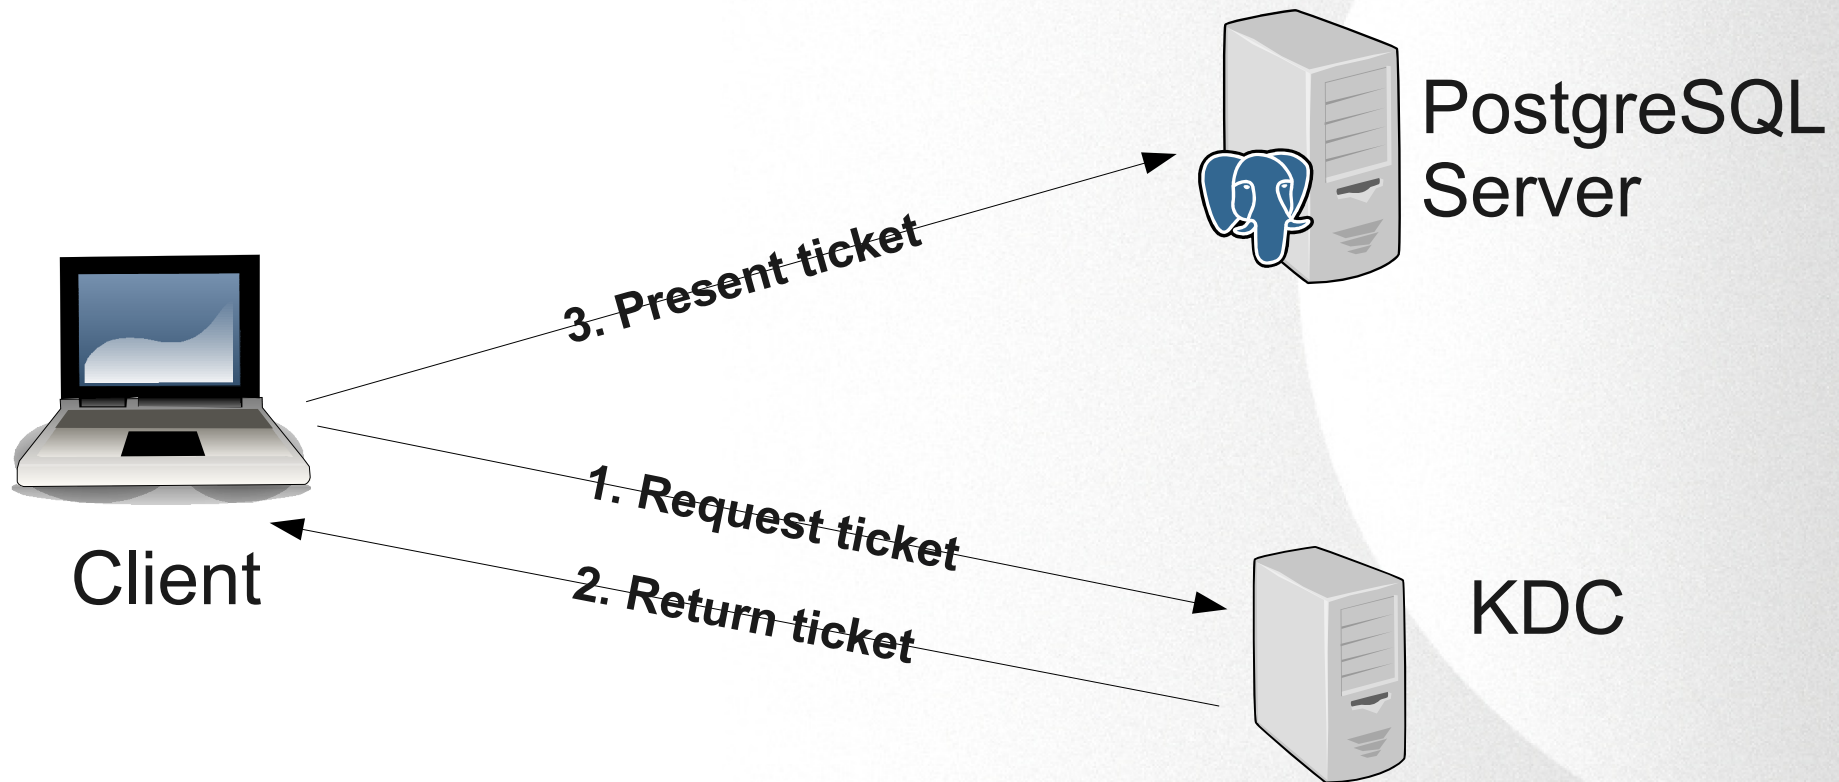 PostgreSQL
Server
3. Present ticket
1. Request ticket
2. Return ticket
Client
KDC